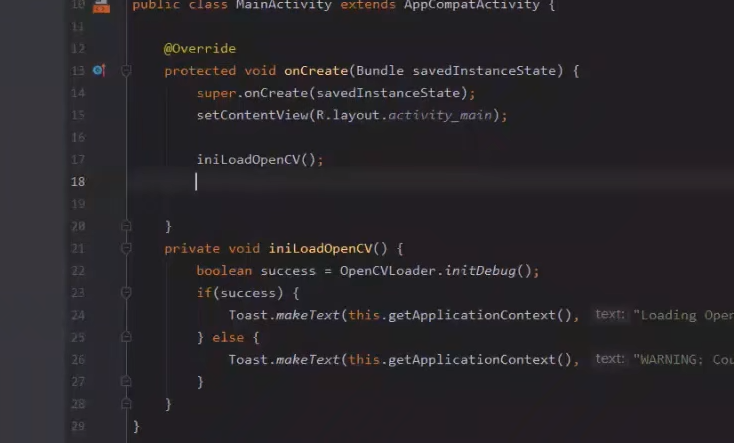 10 public class MainActivity extends AppCompatActivity {
11
12 @Override
13 protected void onCreate(Bundle savedInstanceState) {
14 super.onCreate(savedInstanceState);
15 setContentView(R.layout.activity_main);
16
17 iniLoadOpenCV();
18
19
20 }
21 private void iniLoadOpenCV() {
22 boolean success = OpenCVLoader.initDebug();
23 if(success) {
24 Toast.makeText(this.getApplicationContext(), text: "Loading Open
25 } else {
26 Toast.makeText(this.getApplicationContext(), text: "WARNING: Cou
27 }
28 }
29 }